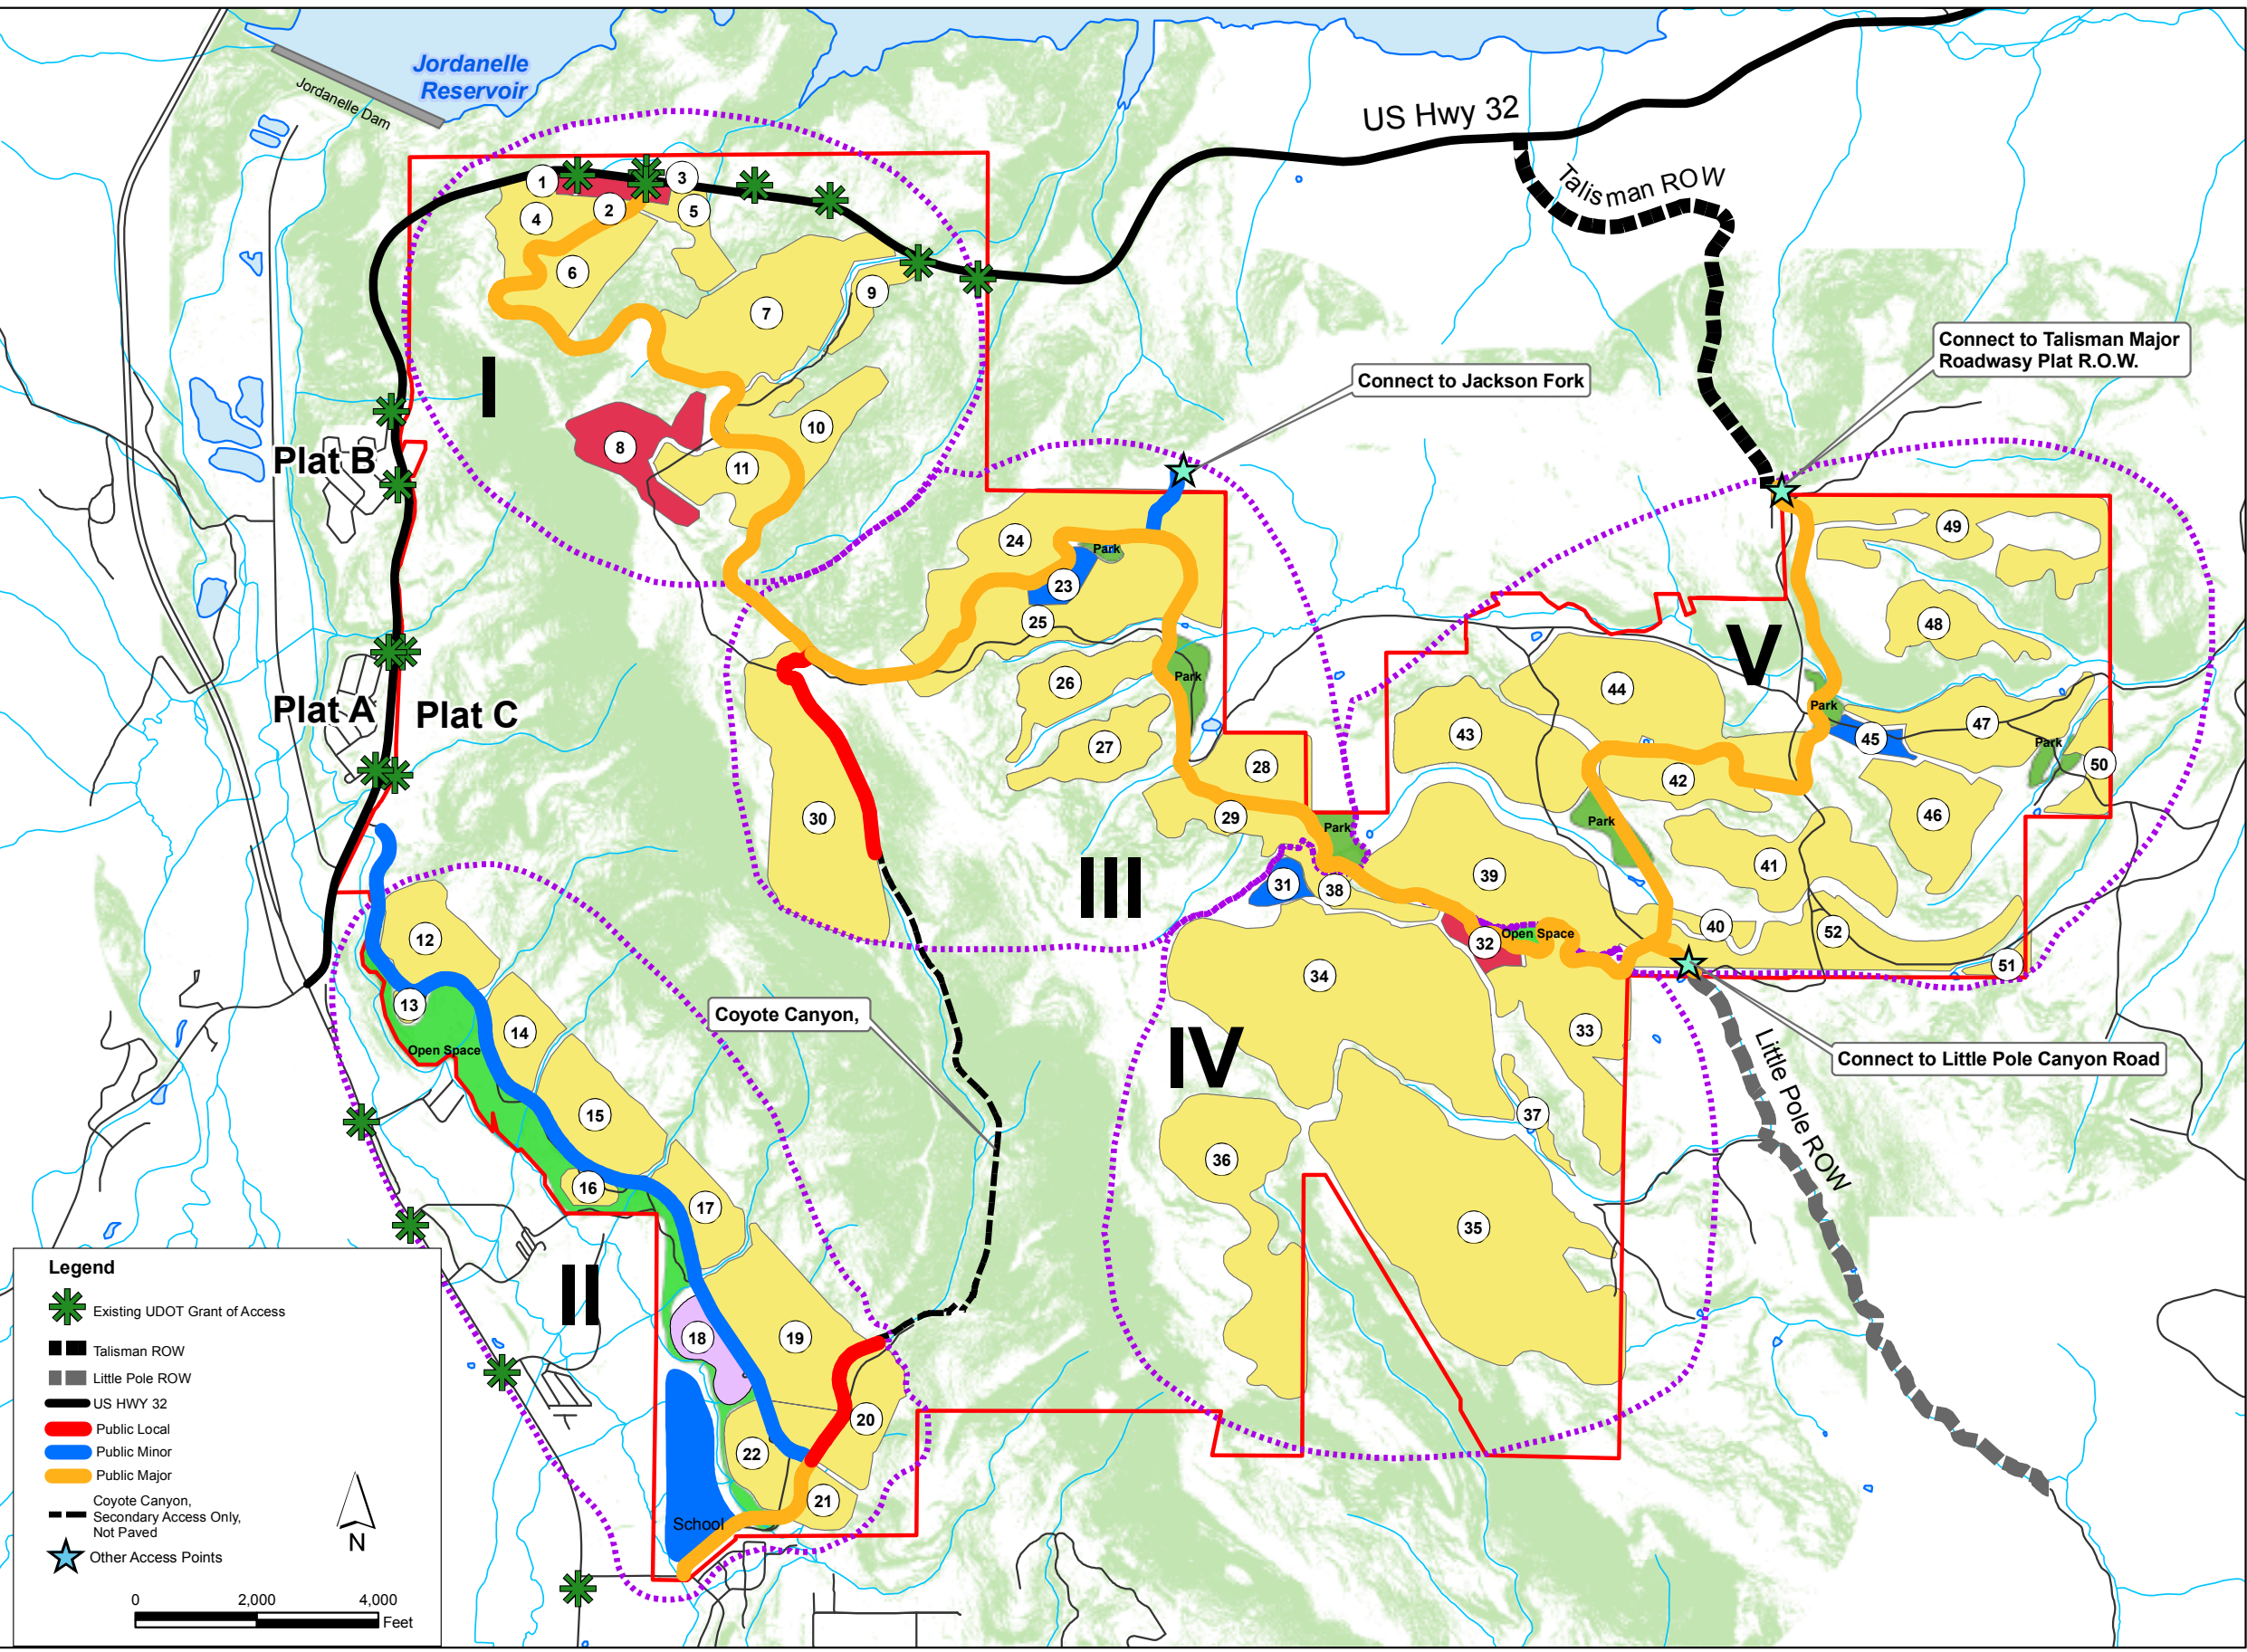 Jordanelle
Reservoir
Jordanelle Dam
US Hwy 32
Talisman ROW
Connect to Talisman Major
Roadwasy Plat R.O.W.
Connect to Jackson Fork
1
2
3
4
5
6
7
8
9
10
11
I
Plat B
Plat A
Plat C
23
24
25
26
27
28
29
30
Park
Park
Park
III
31
38
32
Open Space
34
33
37
36
35
IV
V
49
48
47
45
50
46
44
43
42
41
39
40
52
51
Park
Park
Park
Connect to Little Pole Canyon Road
Little Pole ROW
Coyote Canyon,
12
13
14
Open Space
15
16
17
18
19
20
22
21
II
School
Legend
Existing UDOT Grant of Access
Talisman ROW
Little Pole ROW
US HWY 32
Public Local
Public Minor
Public Major
Coyote Canyon,
Secondary Access Only,
Not Paved
Other Access Points
N
0 2,000 4,000
Feet